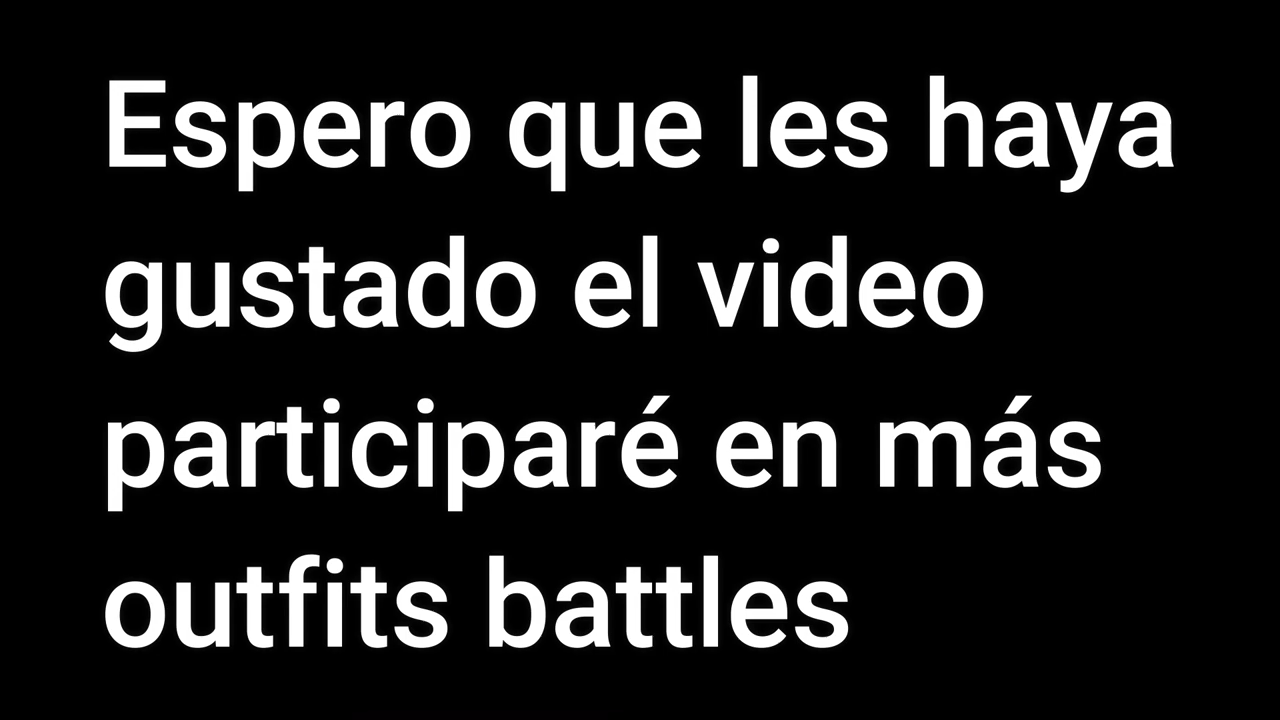 Espero que les haya
gustado el video
participaré en más
outfits battles